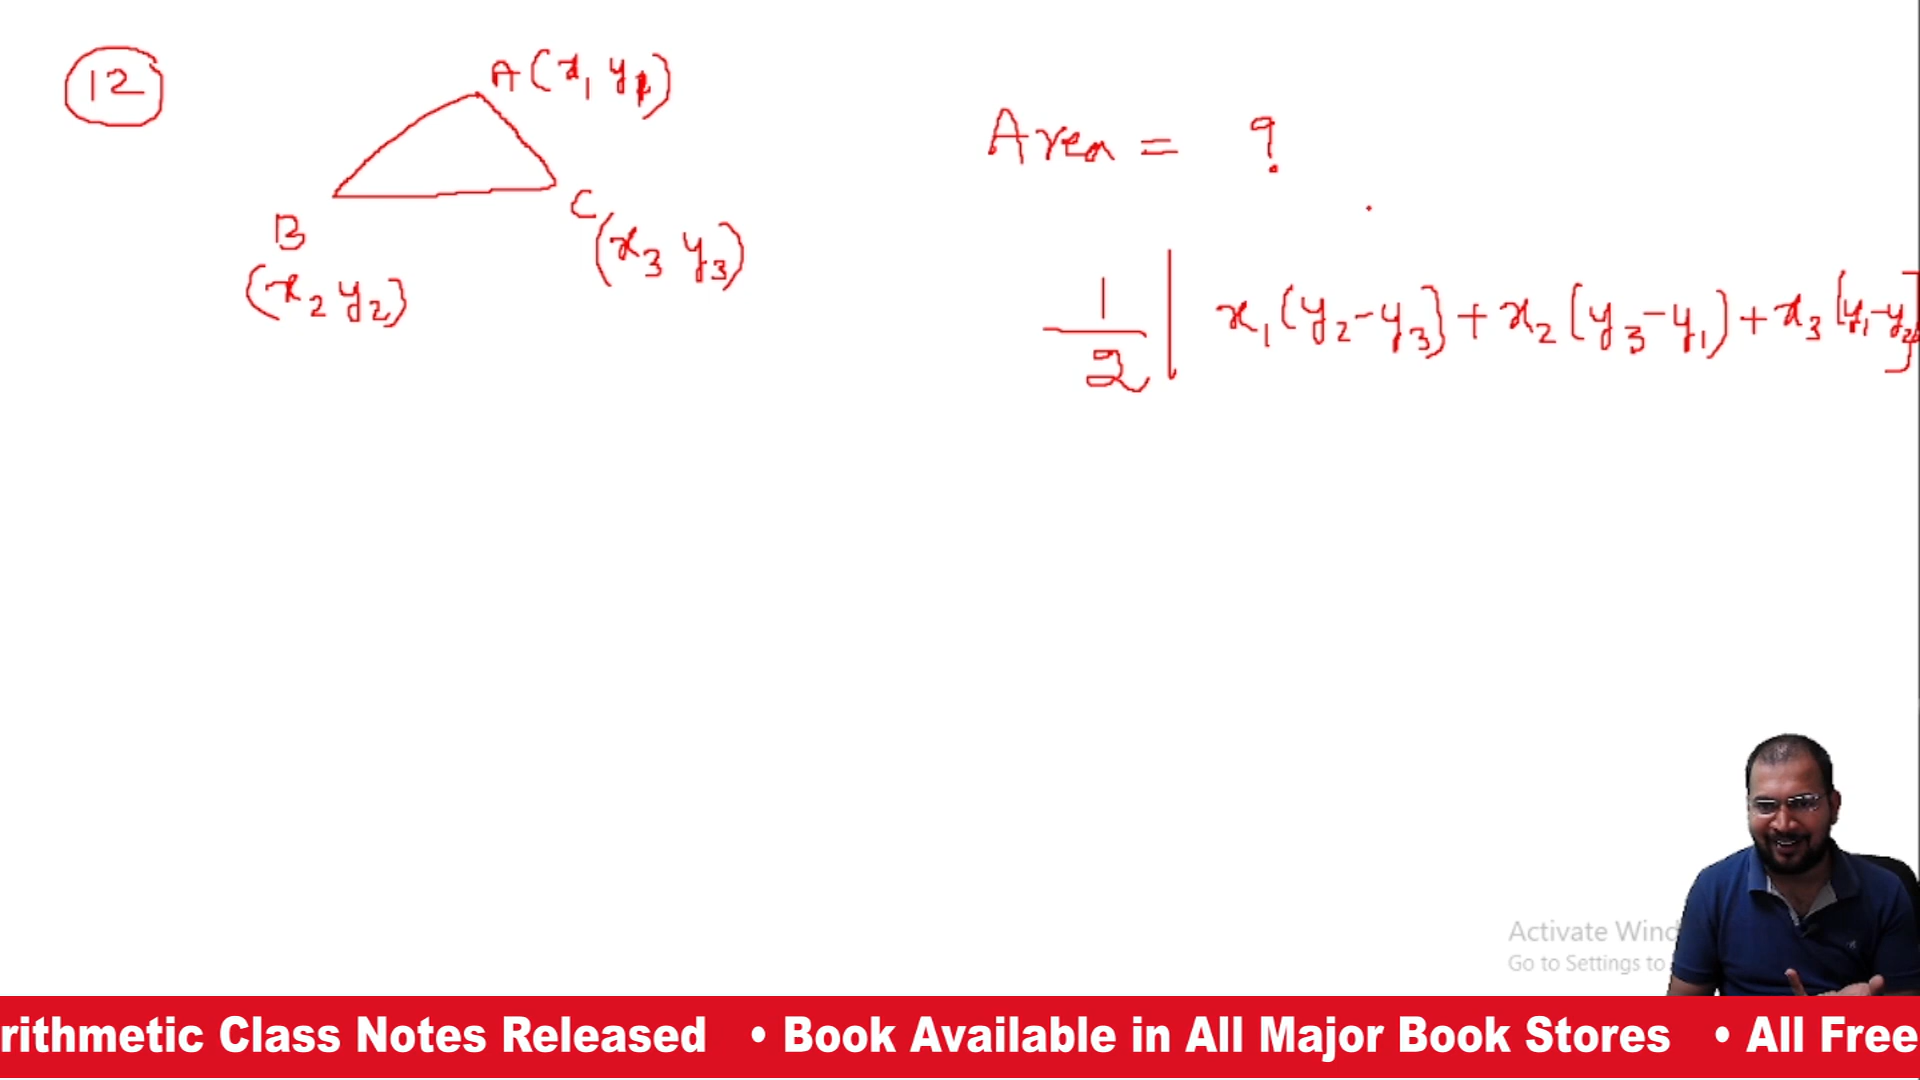 12
A (x1 y1)
Area = ?
B
C
(x3 y3)
(x2 y2)
1/2 | x1(y2-y3)+x2(y3-y1)+x3(y1-y2)
Activate Wind
Go to Settings to
rithmetic Class Notes Released • Book Available in All Major Book Stores • All Free